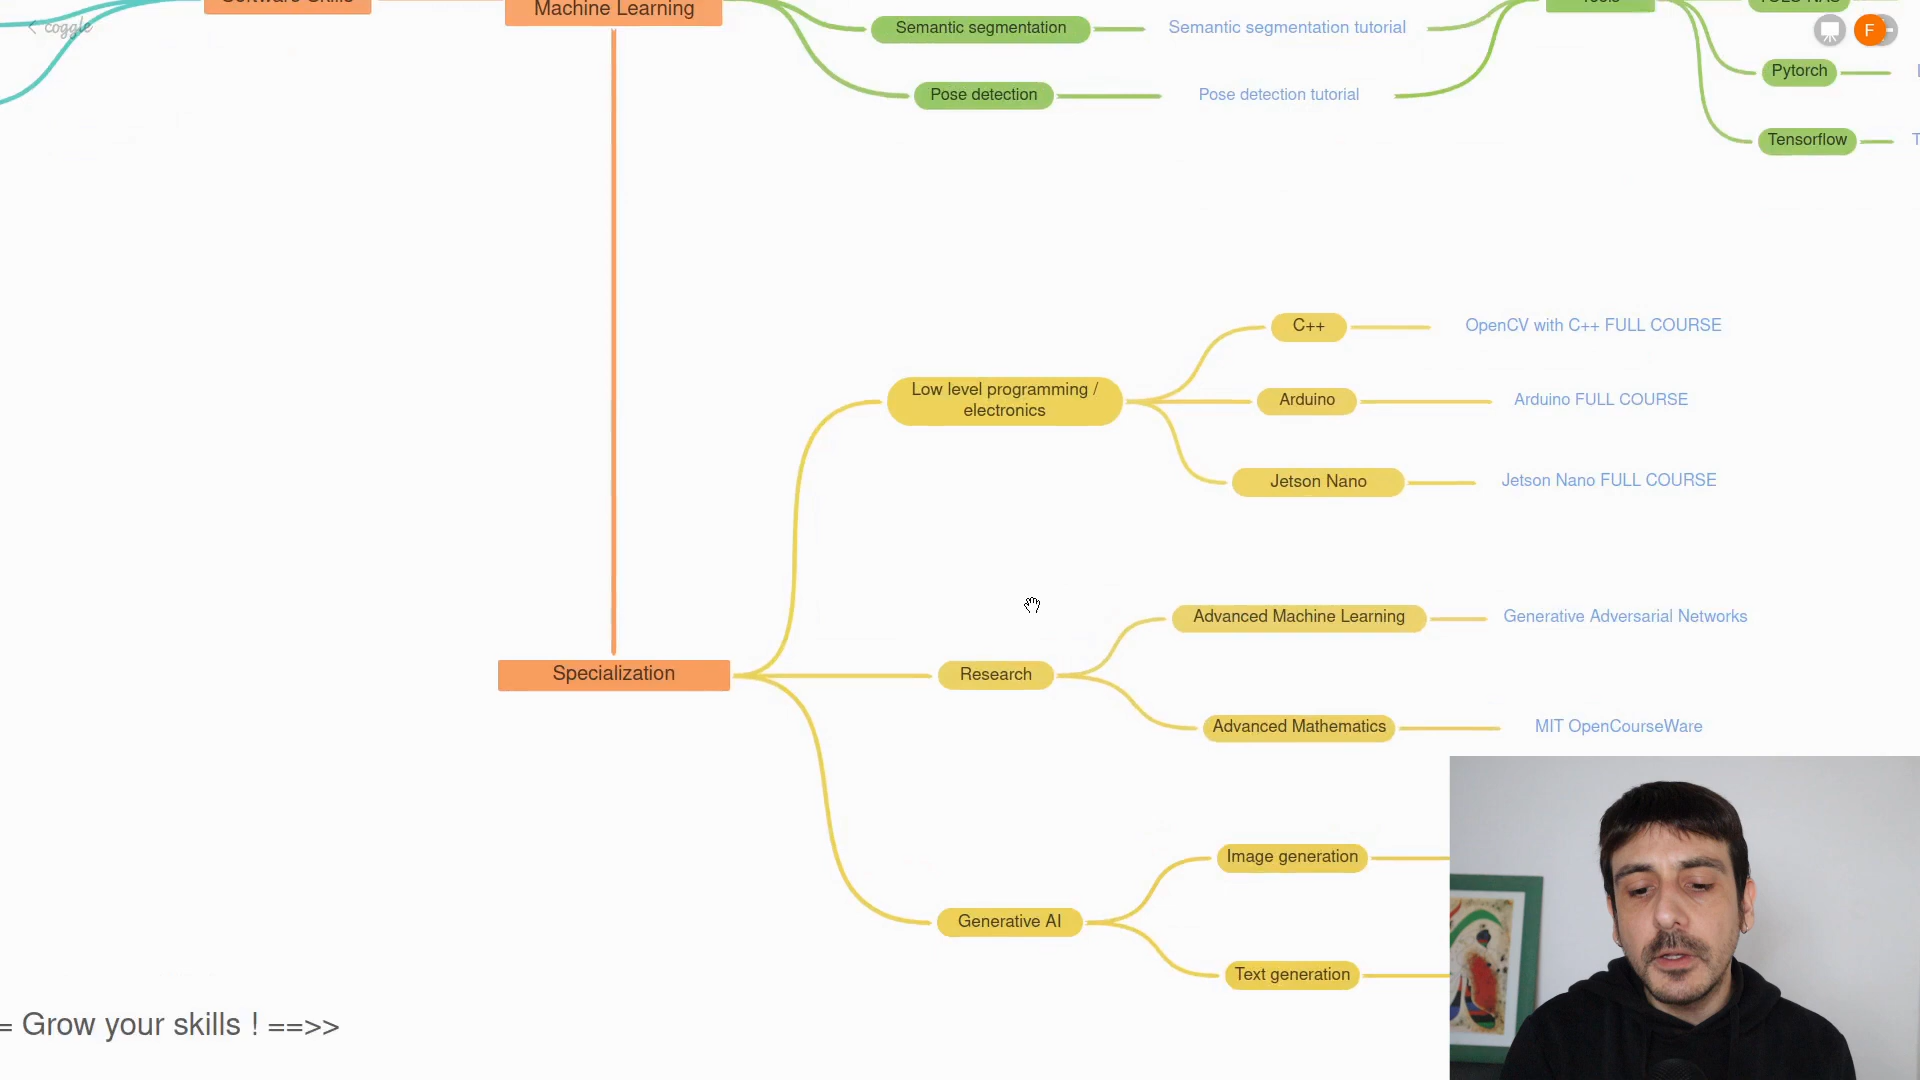 Machine Learning
coggle
Semantic segmentation
Semantic segmentation tutorial
F
Pytorch
Pose detection
Pose detection tutorial
Tensorflow
C++
OpenCV with C++ FULL COURSE
Low level programming /
electronics
Arduino
Arduino FULL COURSE
Jetson Nano
Jetson Nano FULL COURSE
Specialization
Research
Advanced Machine Learning
Generative Adversarial Networks
Advanced Mathematics
MIT OpenCourseWare
Generative AI
Image generation
Text generation
= Grow your skills ! ==>>